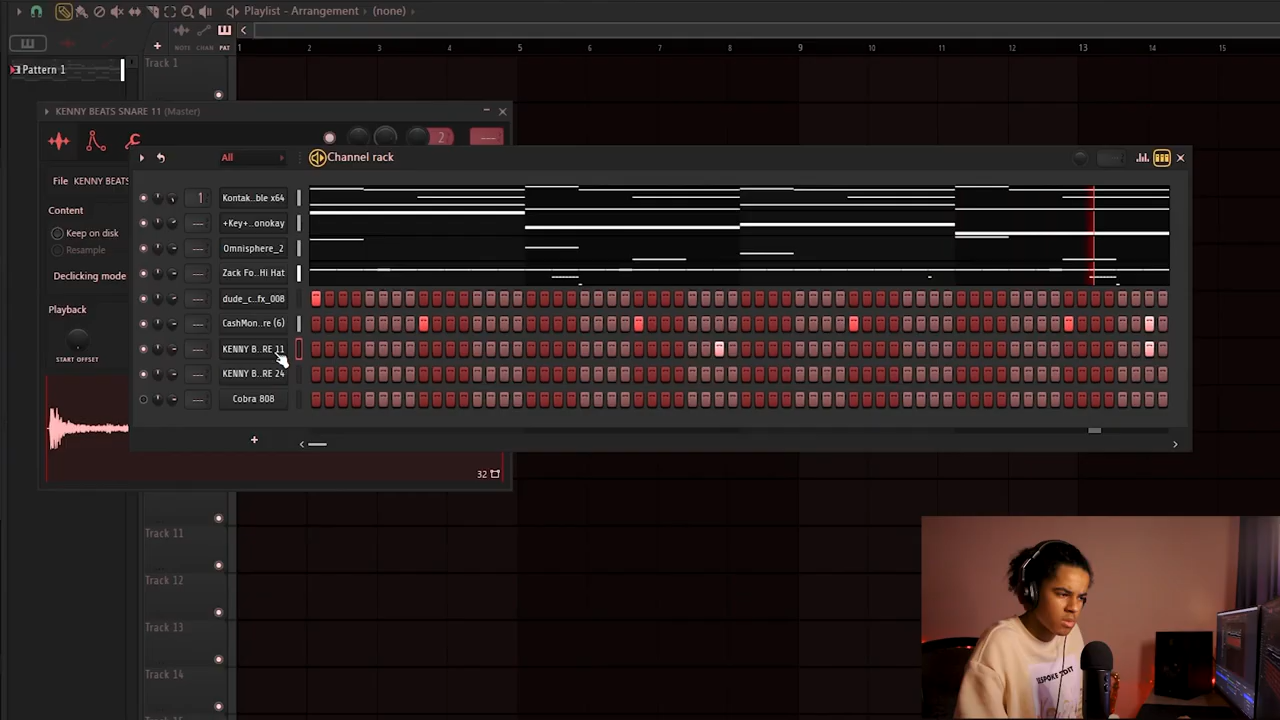 Playlist - Arrangement › (none) ›
NOTE CHAN PAT
1 2 3 4 5 6 7 8 9 10 11 12 13 14 15
Pattern 1
Track 1
KENNY BEATS SNARE 11 (Master)
2
---
All
Channel rack
File KENNY BEATS
Content
Keep on disk
Resample
Declicking mode
Playback
START OFFSET
32
1 Kontak..ble x64
--- +Key+..onokay
--- Omnisphere_2
--- Zack Fo..Hi Hat
--- dude_c..fx_008
--- CashMon..re (6)
--- KENNY B..RE 11
--- KENNY B..RE 24
--- Cobra 808
+
Track 11
Track 12
Track 13
Track 14